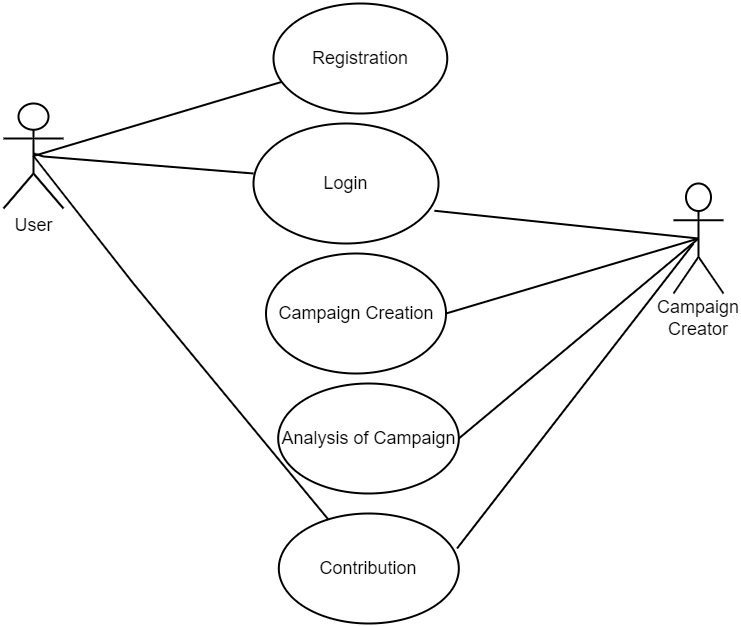 Registration
Login
User
Campaign Creation
Campaign
Creator
Analysis of Campaign
Contribution